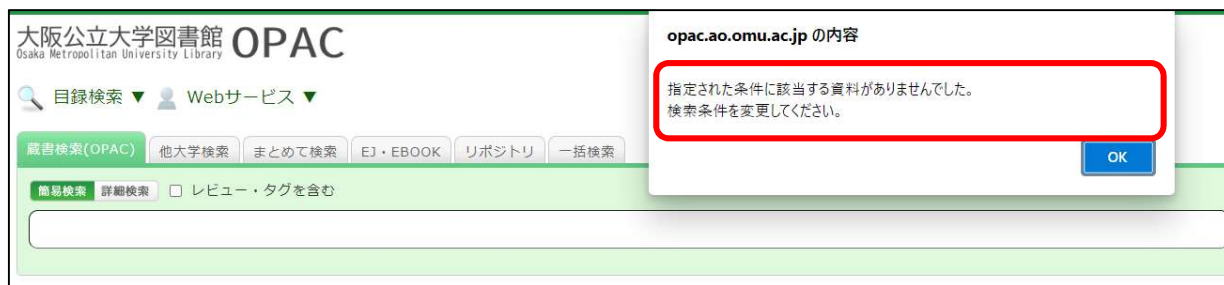 大阪公立大学図書館 OPAC
Osaka Metropolitan University Library
目録検索 ▼ Webサービス ▼
蔵書検索(OPAC) 他大学検索 まとめて検索 EJ・EBOOK リポジトリ 一括検索
簡易検索 詳細検索 レビュー・タグを含む
opac.ao.omu.ac.jp の内容
指定された条件に該当する資料がありませんでした。
検索条件を変更してください。
OK